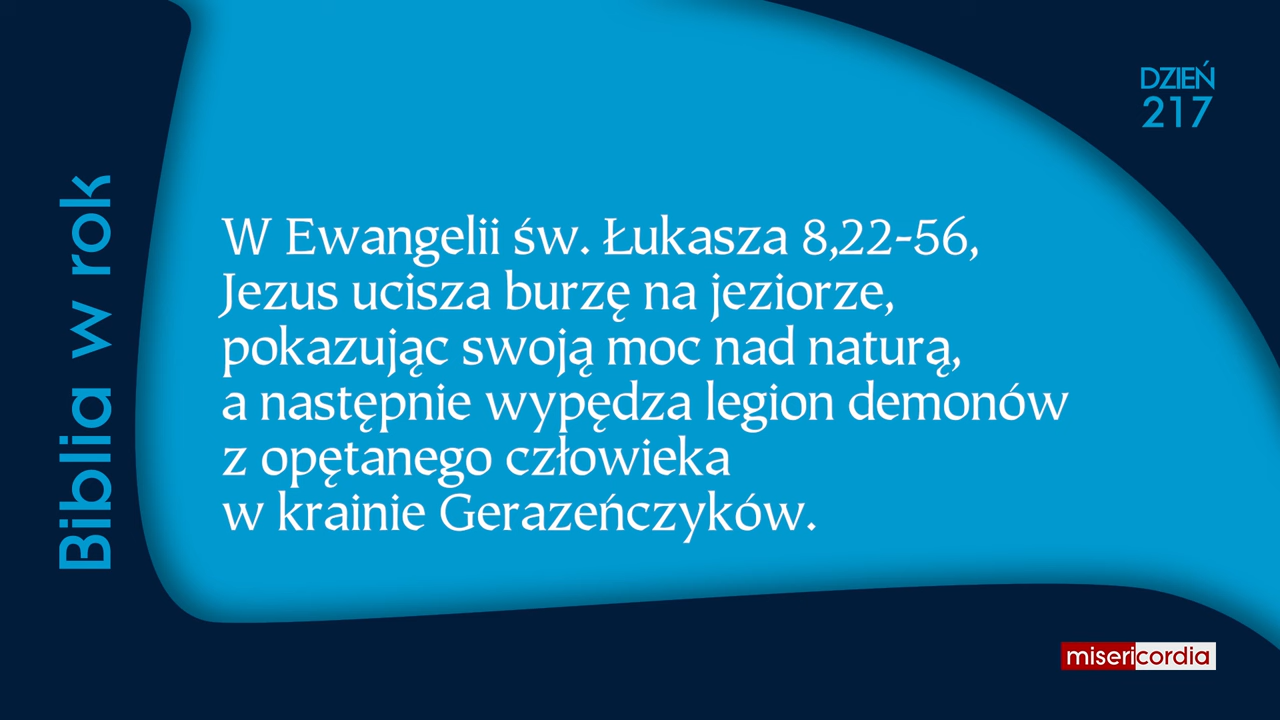 Biblia w rok
DZIEŃ
217
W Ewangelii św. Łukasza 8,22-56,
Jezus ucisza burzę na jeziorze,
pokazując swoją moc nad naturą,
a następnie wypędza legion demonów
z opętanego człowieka
w krainie Gerazeńczyków.
misericordia